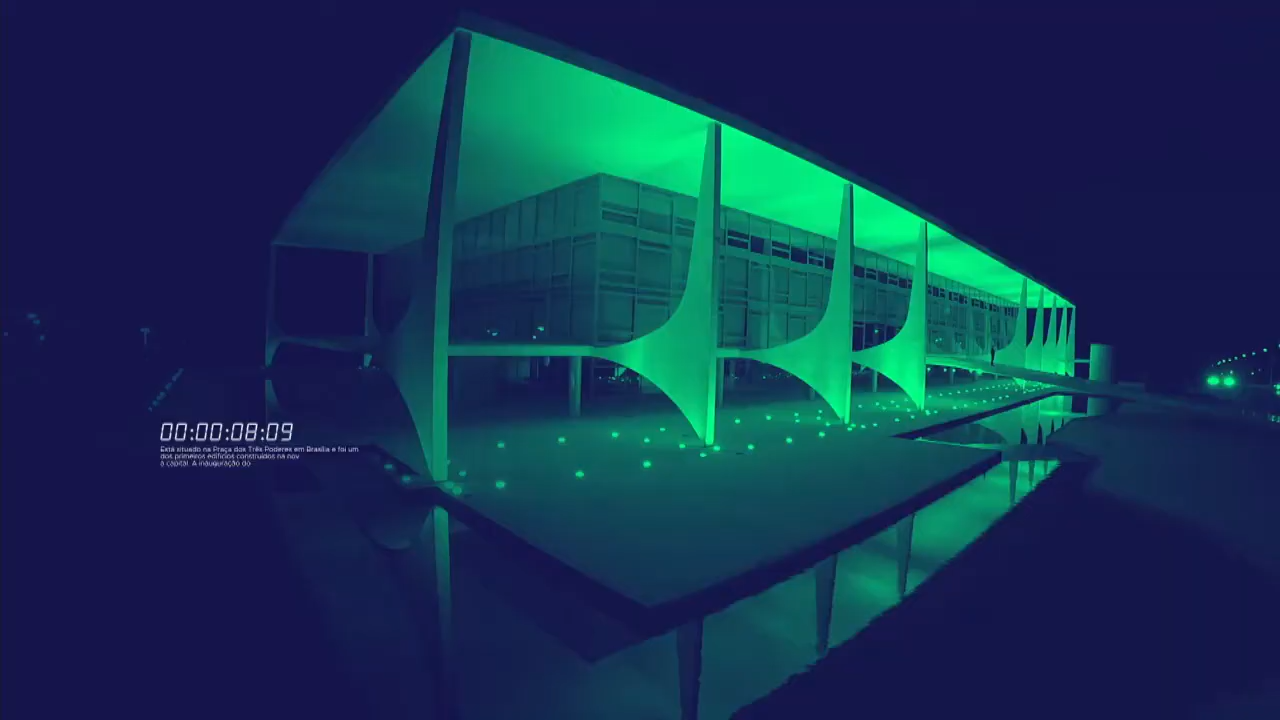 00:00:08:09
Está situado na Praça dos Três Poderes em Brasília e foi um
dos primeiros edifícios construídos na nov
a capital. A inauguração do